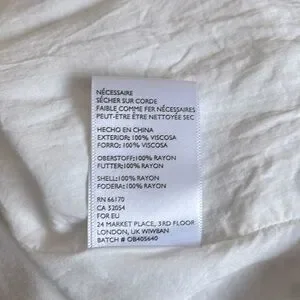 NÉCESSAIRE
SÉCHER SUR CORDE
FAIBLE COMME FER NÉCESSAIRES
PEUT-ÊTRE ÊTRE NETTOYÉE SEC
HECHO EN CHINA
EXTERIOR: 100% VISCOSA
FORRO: 100% VISCOSA
OBERSTOFF:100% RAYON
FUTTER:100% RAYON
SHELL:100% RAYON
FODERA:100% RAYON
RN 66170
CA 32054
FOR EU
24 MARKET PLACE, 3RD FLOOR
LONDON, UK WIW8AN
BATCH # OB405640